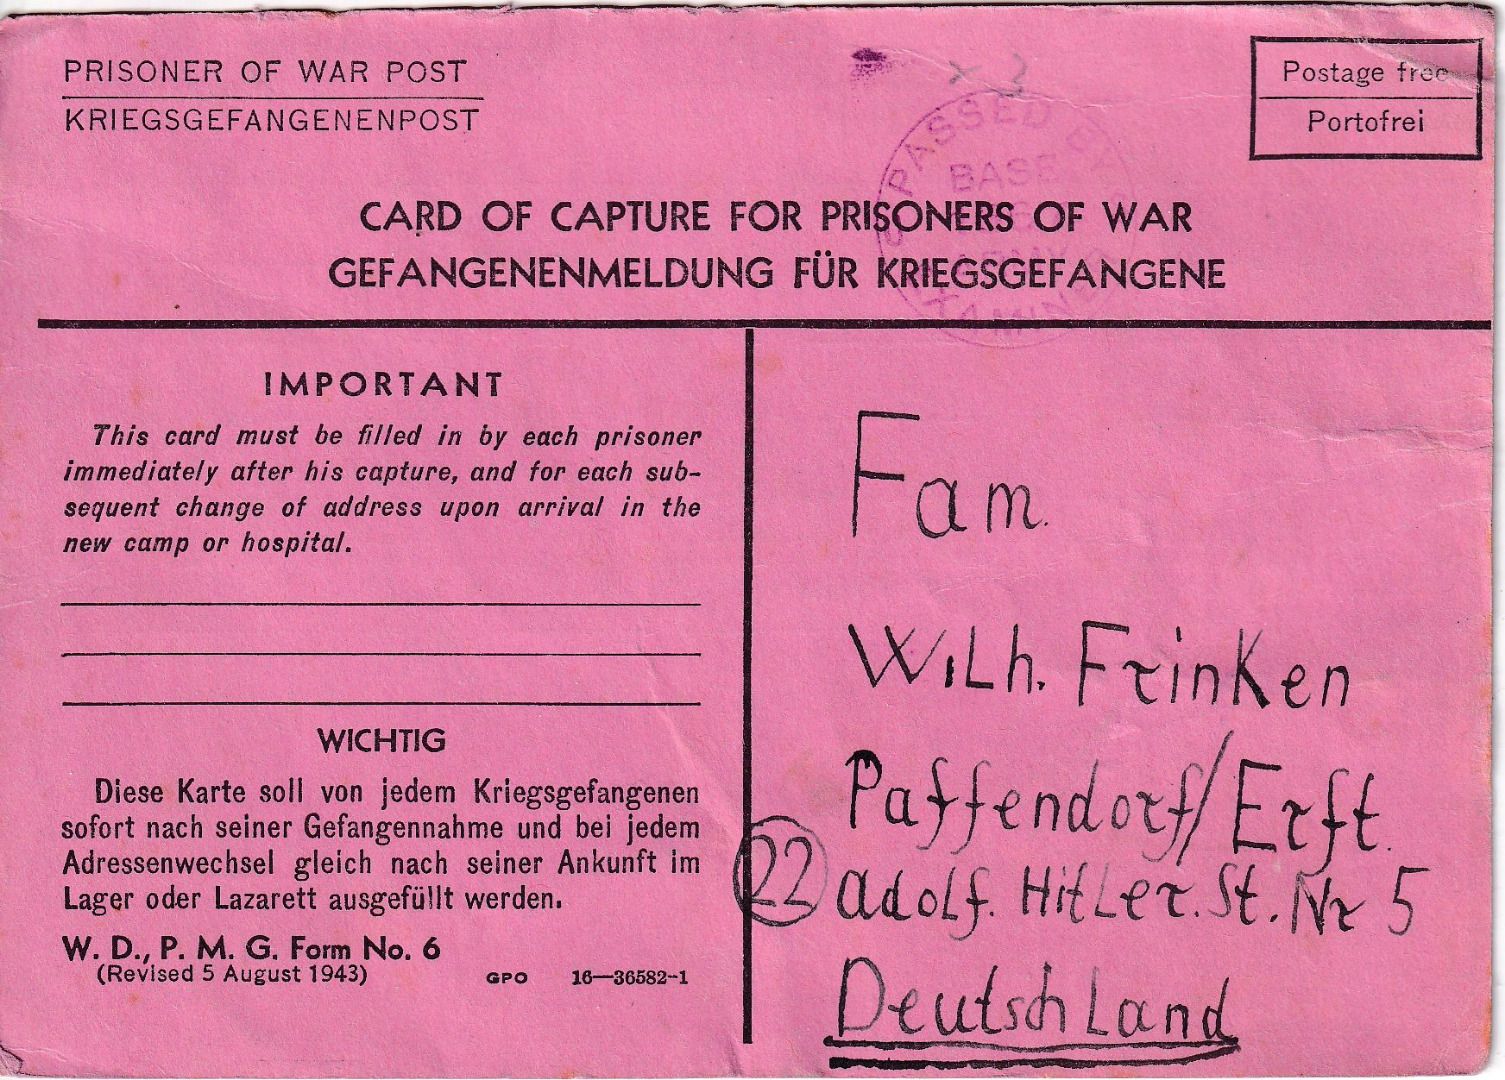 PRISONER OF WAR POST
KRIEGSGEFANGENENPOST
× 2
Postage free
Portofrei
PASSED BY
BASE
ARMY
EXAMINER
CARD OF CAPTURE FOR PRISONERS OF WAR
GEFANGENENMELDUNG FÜR KRIEGSGEFANGENE
IMPORTANT
This card must be filled in by each prisoner
immediately after his capture, and for each sub-
sequent change of address upon arrival in the
new camp or hospital.
WICHTIG
Diese Karte soll von jedem Kriegsgefangenen
sofort nach seiner Gefangennahme und bei jedem
Adressenwechsel gleich nach seiner Ankunft im
Lager oder Lazarett ausgefüllt werden.
W. D., P. M. G. Form No. 6
(Revised 5 August 1943)
GPO 16—36582-1
Fam.
Wilh. Frinken
Paffendorf/Erft.
22 Adolf. Hitler. St. Nr 5
Deutschland